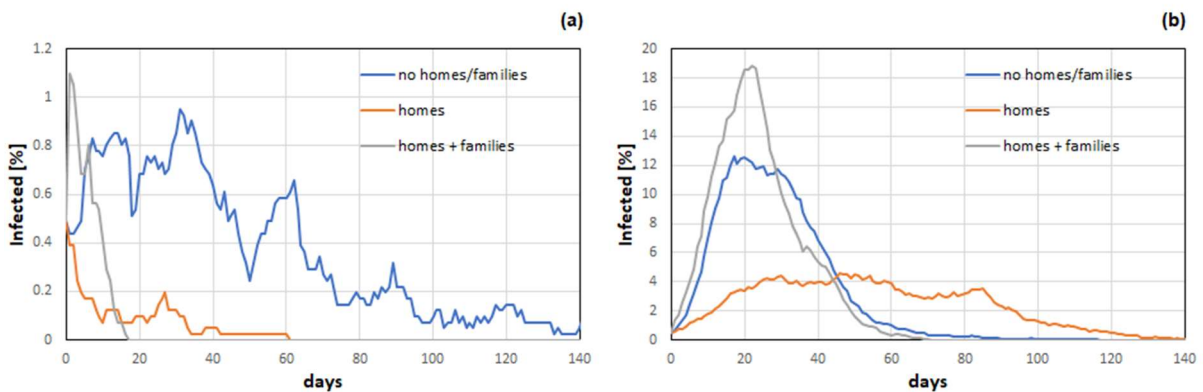 (a)
1.2
1
0.8
0.6
0.4
0.2
0
Infected [%]
no homes/families
homes
homes + families
0 20 40 60 80 100 120 140
days
(b)
20
18
16
14
12
10
8
6
4
2
0
Infected [%]
no homes/families
homes
homes + families
0 20 40 60 80 100 120 140
days